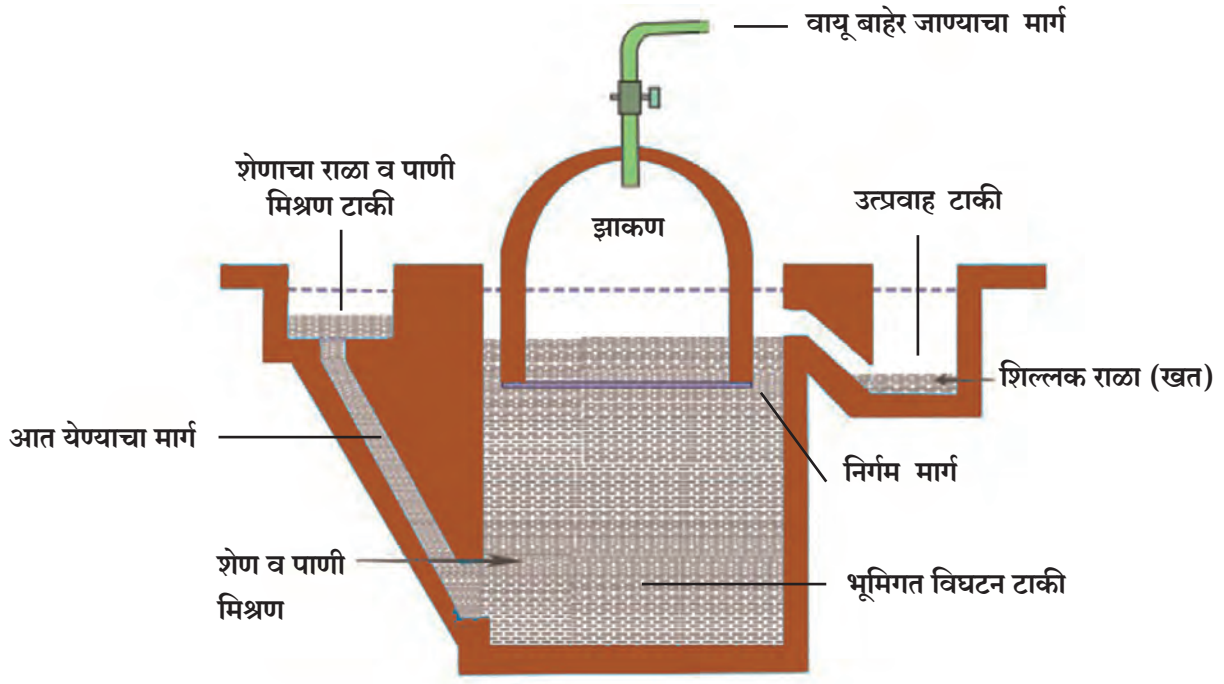 वायू बाहेर जाण्याचा मार्ग
शेणाचा राळा व पाणी
मिश्रण टाकी
झाकण
उत्प्रवाह टाकी
शिल्लक राळा (खत)
आत येण्याचा मार्ग
निर्गम मार्ग
शेण व पाणी
मिश्रण
भूमिगत विघटन टाकी